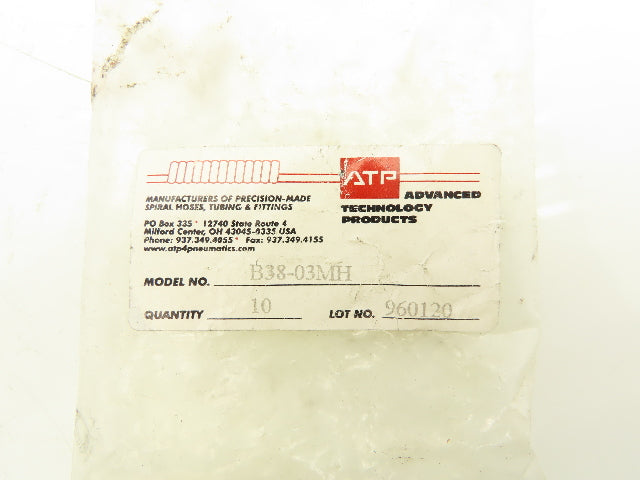 ATP ADVANCED
TECHNOLOGY
PRODUCTS
MANUFACTURERS OF PRECISION-MADE
SPIRAL HOSES, TUBING & FITTINGS
PO Box 335 * 12740 State Route 4
Milford Center, OH 43045-0335 USA
Phone: 937.349.4055 * Fax: 937.349.4155
www.atp4pneumatics.com
MODEL NO. B38-03MH
QUANTITY 10 LOT NO. 960120